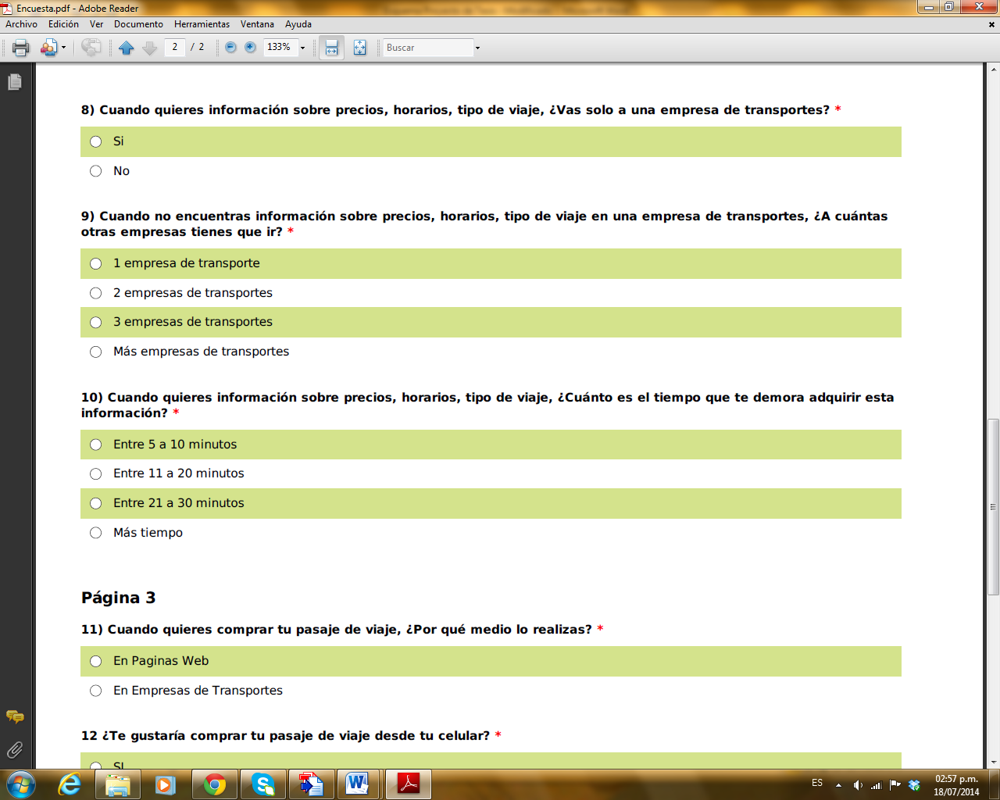 Encuesta.pdf - Adobe Reader
Archivo Edición Ver Documento Herramientas Ventana Ayuda
2 / 2 133% Buscar
8) Cuando quieres información sobre precios, horarios, tipo de viaje, ¿Vas solo a una empresa de transportes? *
Si
No
9) Cuando no encuentras información sobre precios, horarios, tipo de viaje en una empresa de transportes, ¿A cuántas
otras empresas tienes que ir? *
1 empresa de transporte
2 empresas de transportes
3 empresas de transportes
Más empresas de transportes
10) Cuando quieres información sobre precios, horarios, tipo de viaje, ¿Cuánto es el tiempo que te demora adquirir esta
información? *
Entre 5 a 10 minutos
Entre 11 a 20 minutos
Entre 21 a 30 minutos
Más tiempo
Página 3
11) Cuando quieres comprar tu pasaje de viaje, ¿Por qué medio lo realizas? *
En Paginas Web
En Empresas de Transportes
12 ¿Te gustaría comprar tu pasaje de viaje desde tu celular? *
SI
ES
02:57 p.m.
18/07/2014